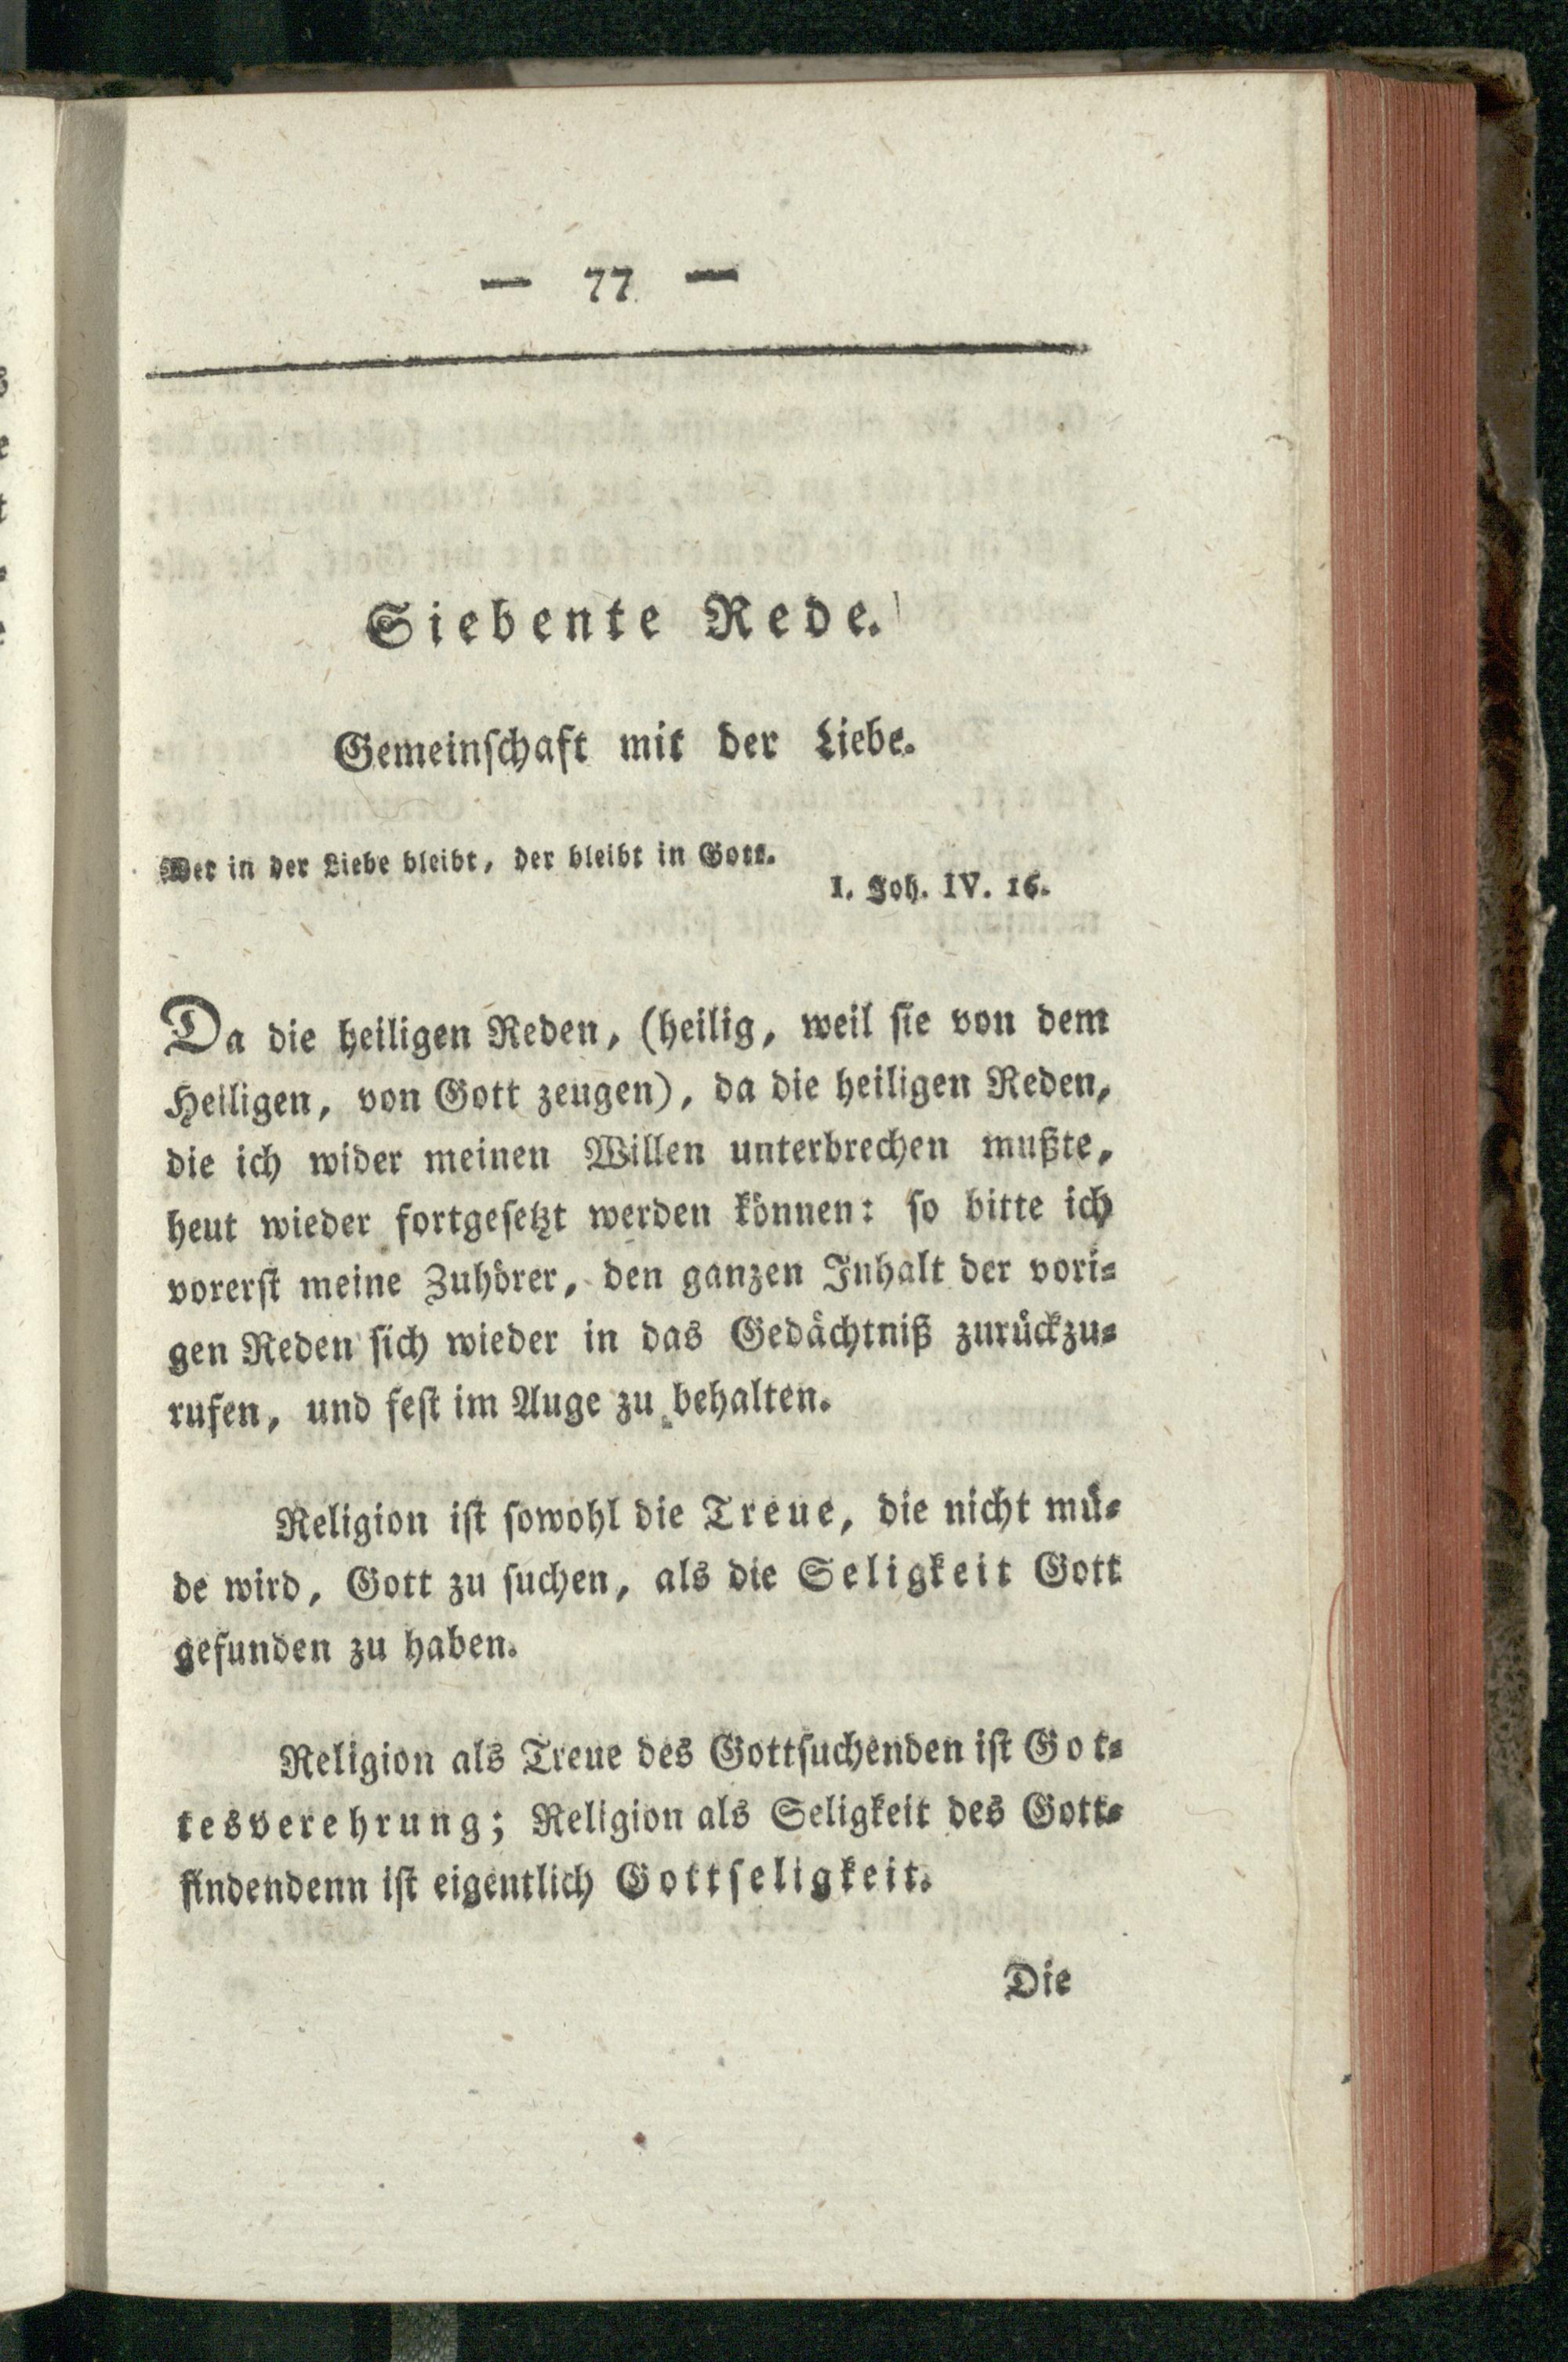 — 77 —
Siebente Rede.
Gemeinschaft mit der Liebe.
Wer in der Liebe bleibt, der bleibt in Gott.
I. Joh. IV. 16.
Da die heiligen Reden, (heilig, weil sie von dem
Heiligen, von Gott zeugen), da die heiligen Reden,
die ich wider meinen Willen unterbrechen mußte,
heut wieder fortgesetzt werden können: so bitte ich
vorerst meine Zuhörer, den ganzen Inhalt der vori-
gen Reden sich wieder in das Gedächtniß zurückzu-
rufen, und fest im Auge zu behalten.
Religion ist sowohl die Treue, die nicht mü-
de wird, Gott zu suchen, als die Seligkeit Gott
gefunden zu haben.
Religion als Treue des Gottsuchenden ist Got-
tesverehrung; Religion als Seligkeit des Gott-
findendenn ist eigentlich Gottseligkeit.
Die